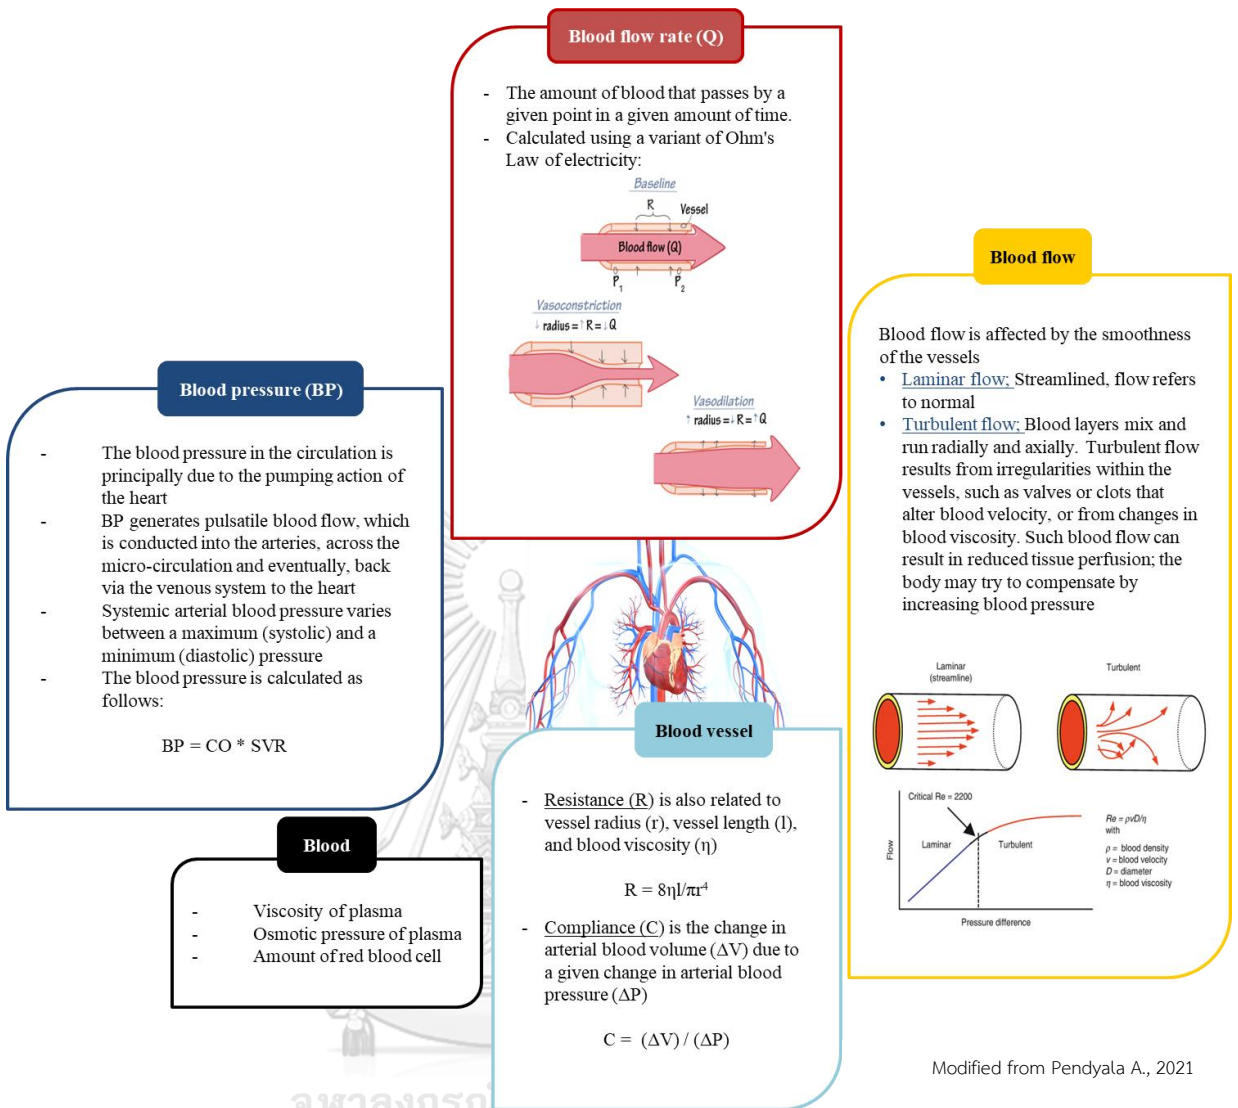 Blood flow rate (Q)
- The amount of blood that passes by a
given point in a given amount of time.
- Calculated using a variant of Ohm's
Law of electricity:
Baseline
R
Vessel
Blood flow (Q)
P1
P2
Vasoconstriction
↓ radius = ↑ R = ↓ Q
Vasodilation
↑ radius = ↓ R = ↑ Q
Blood flow
Blood flow is affected by the smoothness
of the vessels
• Laminar flow; Streamlined, flow refers
to normal
• Turbulent flow; Blood layers mix and
run radially and axially. Turbulent flow
results from irregularities within the
vessels, such as valves or clots that
alter blood velocity, or from changes in
blood viscosity. Such blood flow can
result in reduced tissue perfusion; the
body may try to compensate by
increasing blood pressure
Laminar
(streamline)
Turbulent
Critical Re = 2200
Laminar
Turbulent
Flow
Pressure difference
Re = ρvD/η
with
ρ = blood density
v = blood velocity
D = diameter
η = blood viscosity
Blood pressure (BP)
- The blood pressure in the circulation is
principally due to the pumping action of
the heart
- BP generates pulsatile blood flow, which
is conducted into the arteries, across the
micro-circulation and eventually, back
via the venous system to the heart
- Systemic arterial blood pressure varies
between a maximum (systolic) and a
minimum (diastolic) pressure
- The blood pressure is calculated as
follows:
BP = CO * SVR
Blood
- Viscosity of plasma
- Osmotic pressure of plasma
- Amount of red blood cell
Blood vessel
- Resistance (R) is also related to
vessel radius (r), vessel length (l),
and blood viscosity (η)
R = 8ηl/πr⁴
- Compliance (C) is the change in
arterial blood volume (ΔV) due to
a given change in arterial blood
pressure (ΔP)
C = (ΔV) / (ΔP)
Modified from Pendyala A., 2021